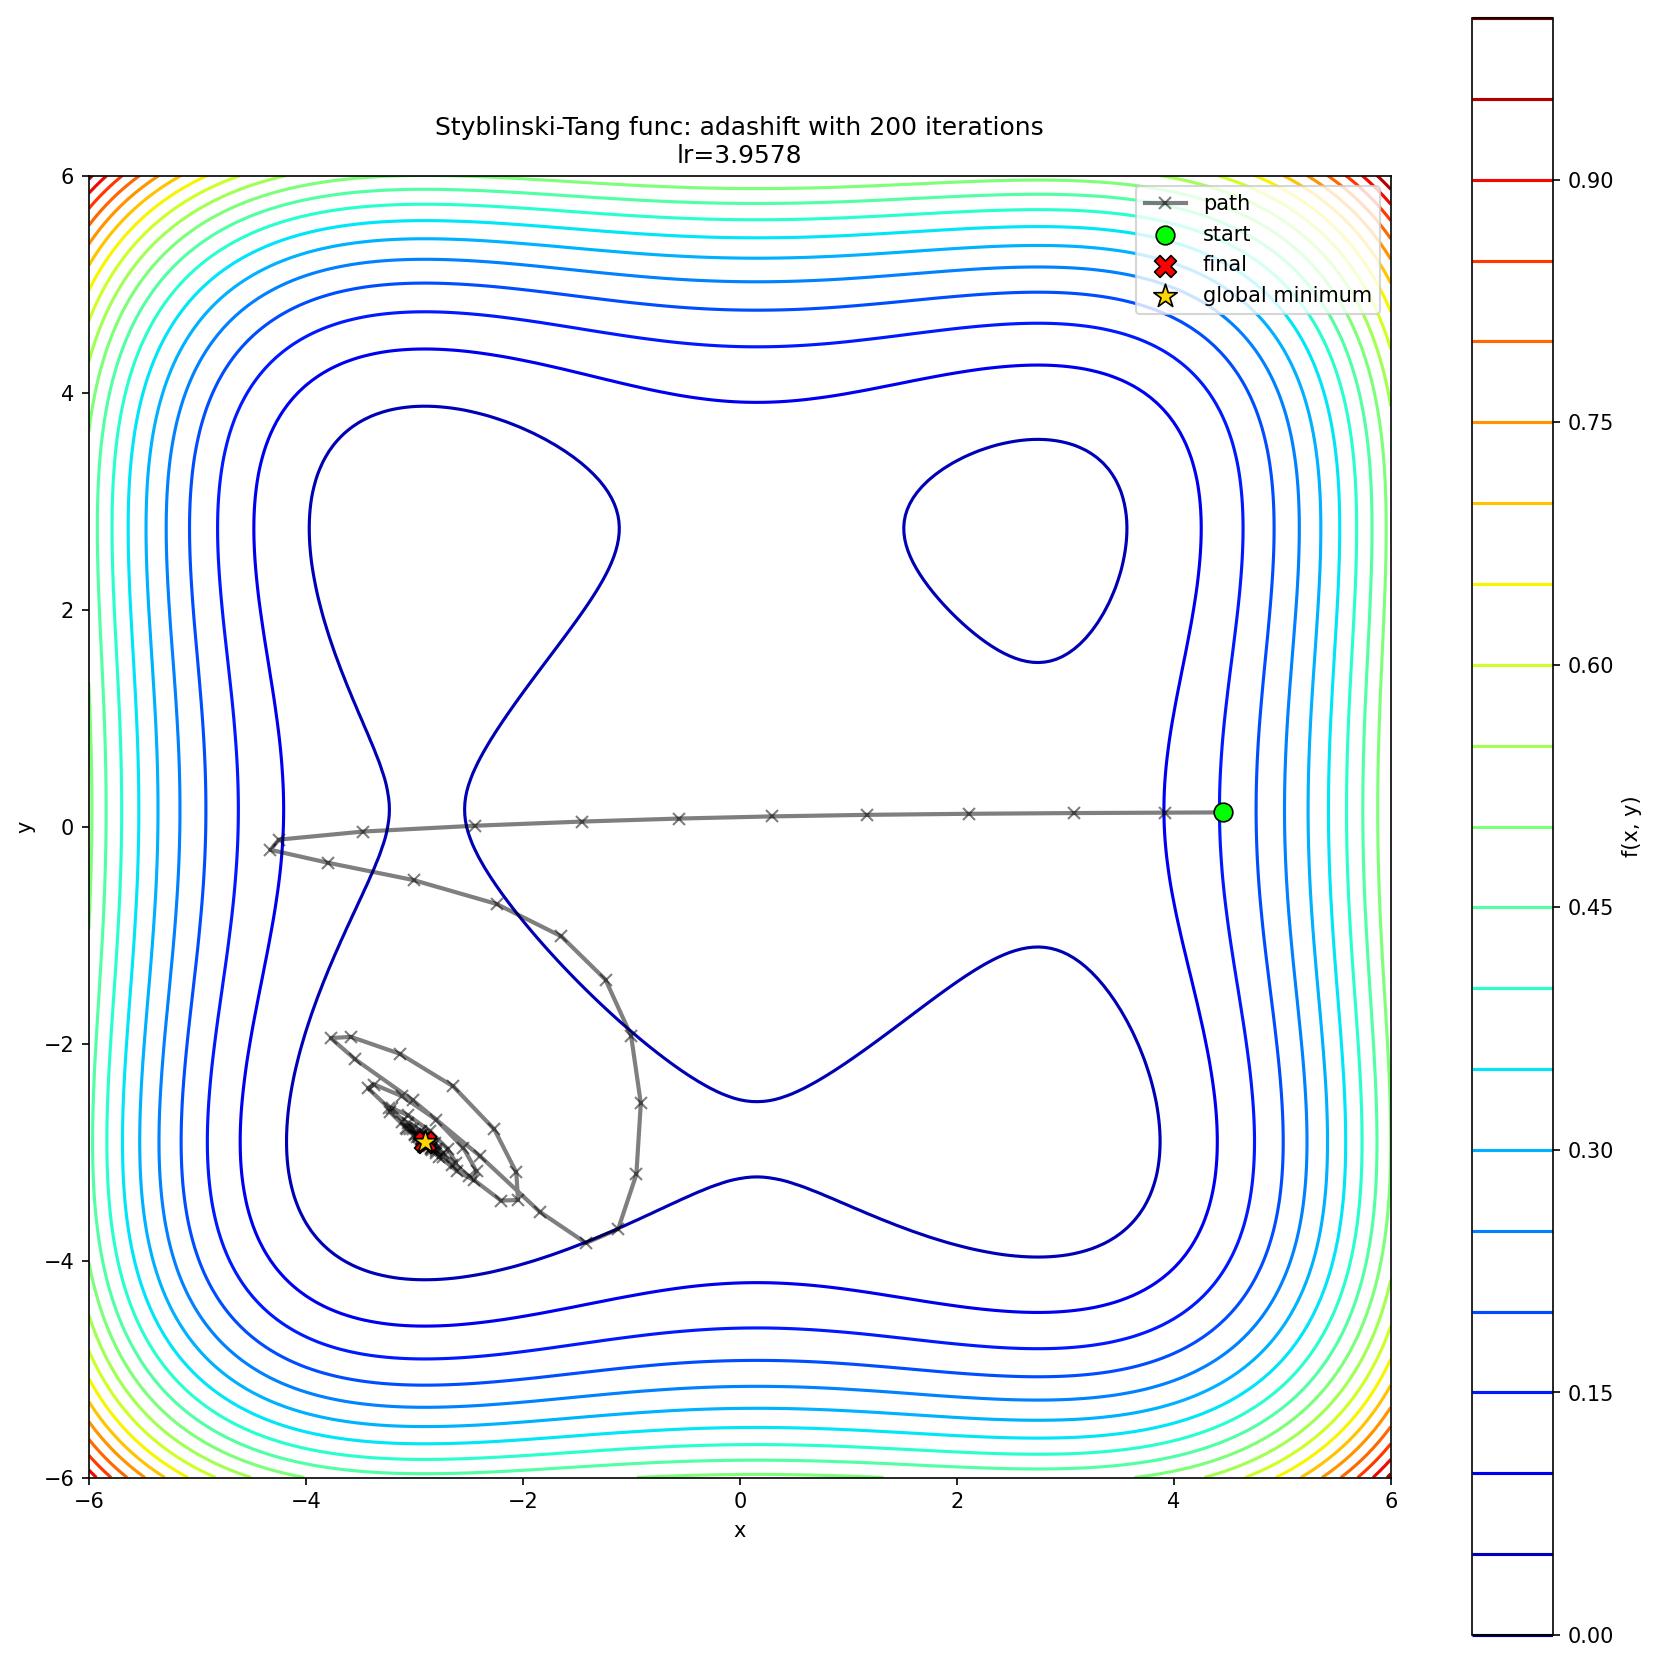 Styblinski-Tang func: adashift with 200 iterations
lr=3.9578
path
start
final
global minimum
6
4
2
0
−2
−4
−6
y
−6
−4
−2
0
2
4
6
x
0.90
0.75
0.60
0.45
0.30
0.15
0.00
f(x, y)